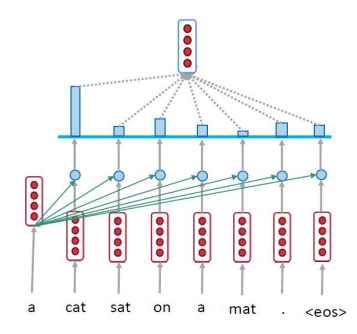 a cat sat on a mat . <eos>